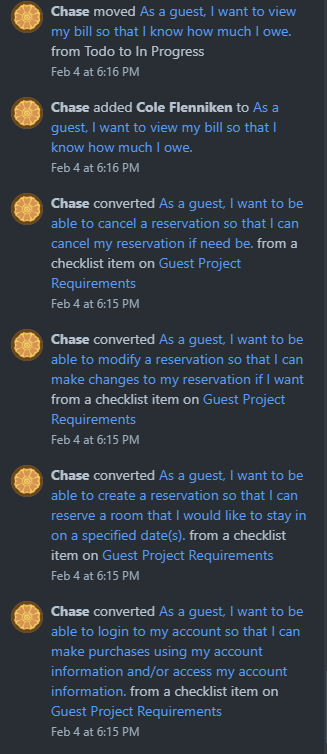 Chase moved As a guest, I want to view
my bill so that I know how much I owe.
from Todo to In Progress
Feb 4 at 6:16 PM
Chase added Cole Flenniken to As a
guest, I want to view my bill so that I
know how much I owe.
Feb 4 at 6:16 PM
Chase converted As a guest, I want to be
able to cancel a reservation so that I can
cancel my reservation if need be. from a
checklist item on Guest Project
Requirements
Feb 4 at 6:15 PM
Chase converted As a guest, I want to be
able to modify a reservation so that I can
make changes to my reservation if I want
from a checklist item on Guest Project
Requirements
Feb 4 at 6:15 PM
Chase converted As a guest, I want to be
able to create a reservation so that I can
reserve a room that I would like to stay in
on a specified date(s). from a checklist
item on Guest Project Requirements
Feb 4 at 6:15 PM
Chase converted As a guest, I want to be
able to login to my account so that I can
make purchases using my account
information and/or access my account
information. from a checklist item on
Guest Project Requirements
Feb 4 at 6:15 PM